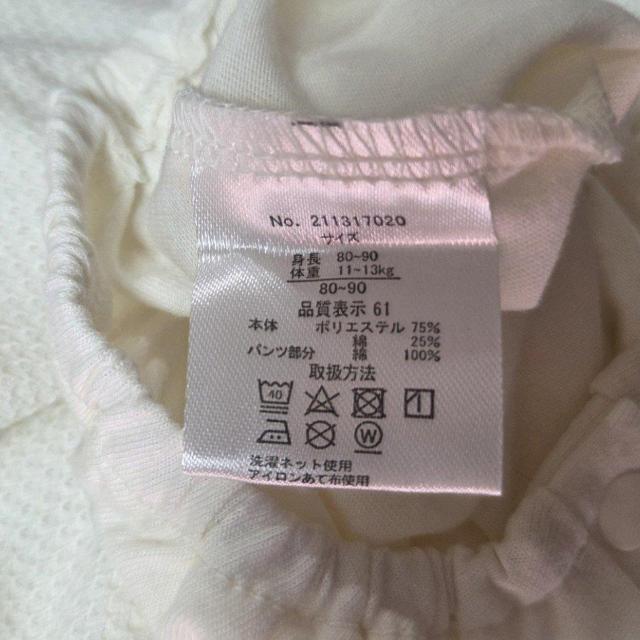 No. 211317020
サイズ
身長 80~90
体重 11~13kg
80~90
品質表示 61
本体 ポリエステル 75%
綿 25%
パンツ部分 綿 100%
取扱方法
40
W
洗濯ネット使用
アイロンあて布使用